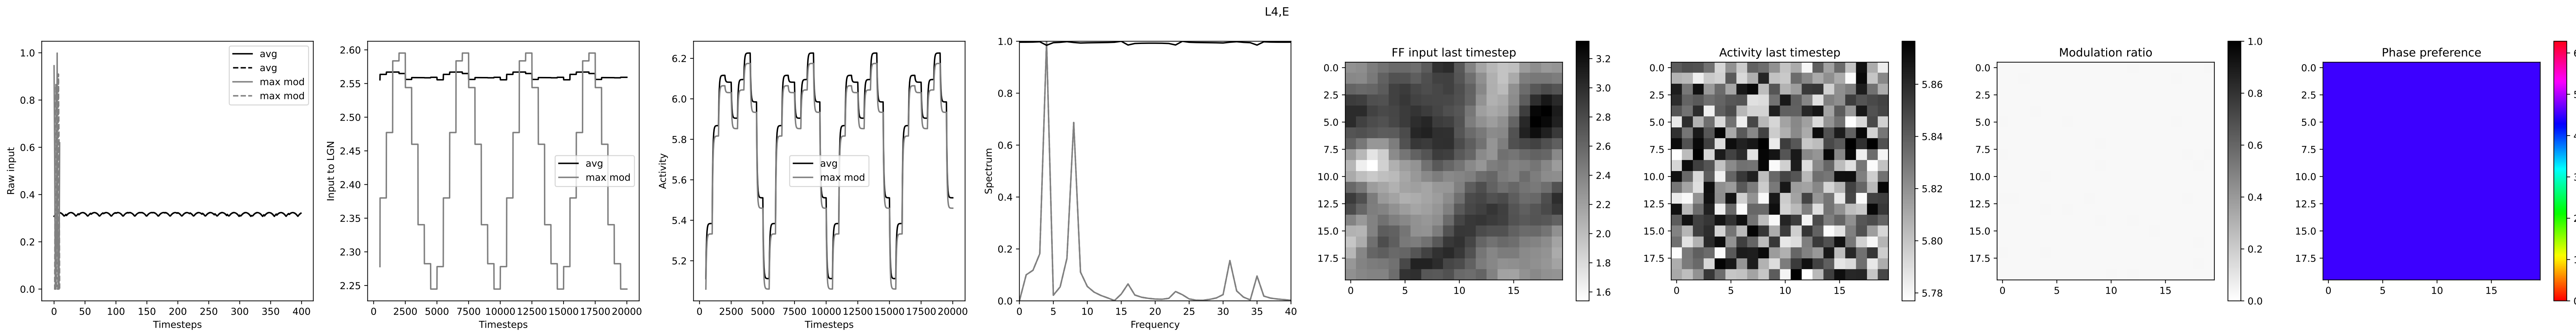 L4,E
Raw input
1.0
0.8
0.6
0.4
0.2
0.0
avg
avg
max mod
max mod
0 50 100 150 200 250 300 350 400
Timesteps
Input to LGN
2.60
2.55
2.50
2.45
2.40
2.35
2.30
2.25
avg
max mod
0 2500 5000 7500 10000 12500 15000 17500 20000
Timesteps
Activity
6.2
6.0
5.8
5.6
5.4
5.2
avg
max mod
0 2500 5000 7500 10000 12500 15000 17500 20000
Timesteps
Spectrum
1.0
0.8
0.6
0.4
0.2
0.0
0 5 10 15 20 25 30 35 40
Frequency
FF input last timestep
0.0
2.5
5.0
7.5
10.0
12.5
15.0
17.5
0 5 10 15
3.2
3.0
2.8
2.6
2.4
2.2
2.0
1.8
1.6
Activity last timestep
0.0
2.5
5.0
7.5
10.0
12.5
15.0
17.5
0 5 10 15
5.86
5.84
5.82
5.80
5.78
Modulation ratio
0.0
2.5
5.0
7.5
10.0
12.5
15.0
17.5
0 5 10 15
1.0
0.8
0.6
0.4
0.2
0.0
Phase preference
0.0
2.5
5.0
7.5
10.0
12.5
15.0
17.5
0 5 10 15